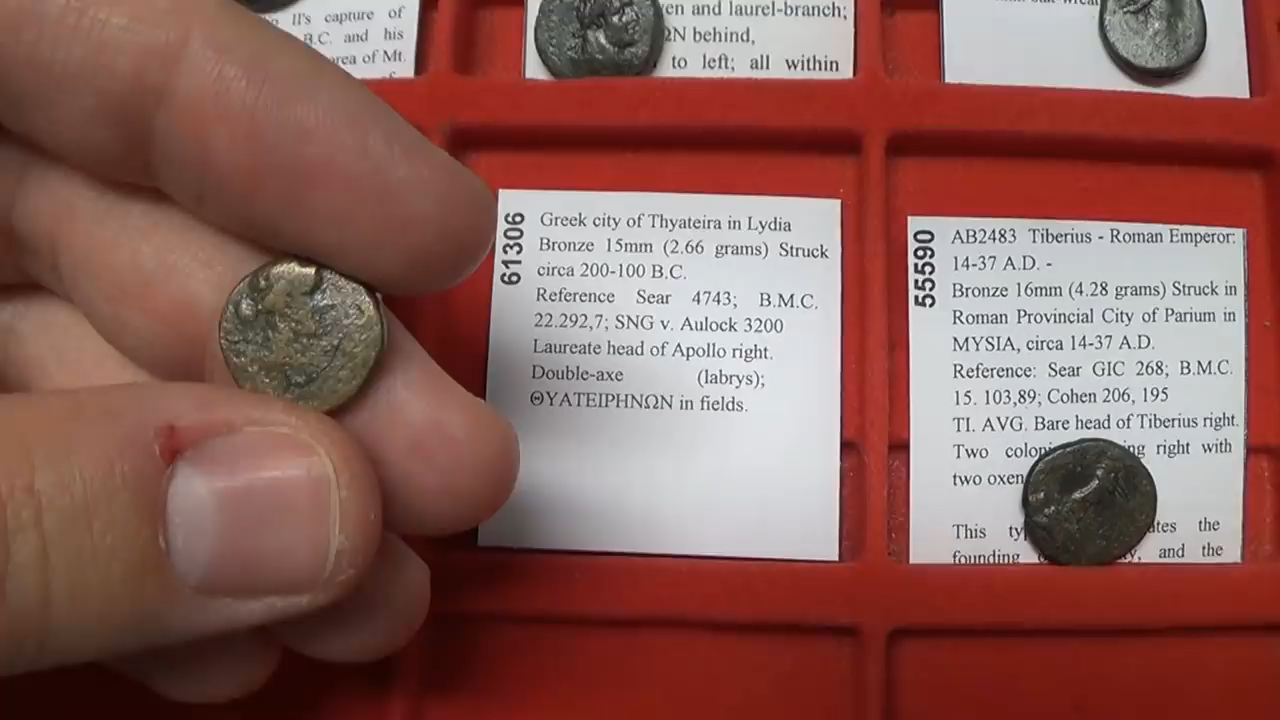 II's capture of
B.C. and his
area of Mt.
and laurel-branch;
ΩN behind,
to left; all within
61306
Greek city of Thyateira in Lydia
Bronze 15mm (2.66 grams) Struck
circa 200-100 B.C.
Reference Sear 4743; B.M.C.
22.292,7; SNG v. Aulock 3200
Laureate head of Apollo right.
Double-axe (labrys);
ΘΥΑΤΕΙΡΗΝΩΝ in fields.
55590
AB2483 Tiberius - Roman Emperor:
14-37 A.D. -
Bronze 16mm (4.28 grams) Struck in
Roman Provincial City of Parium in
MYSIA, circa 14-37 A.D.
Reference: Sear GIC 268; B.M.C.
15. 103,89; Cohen 206, 195
TI. AVG. Bare head of Tiberius right.
Two right with
two oxen
This the
founding and the